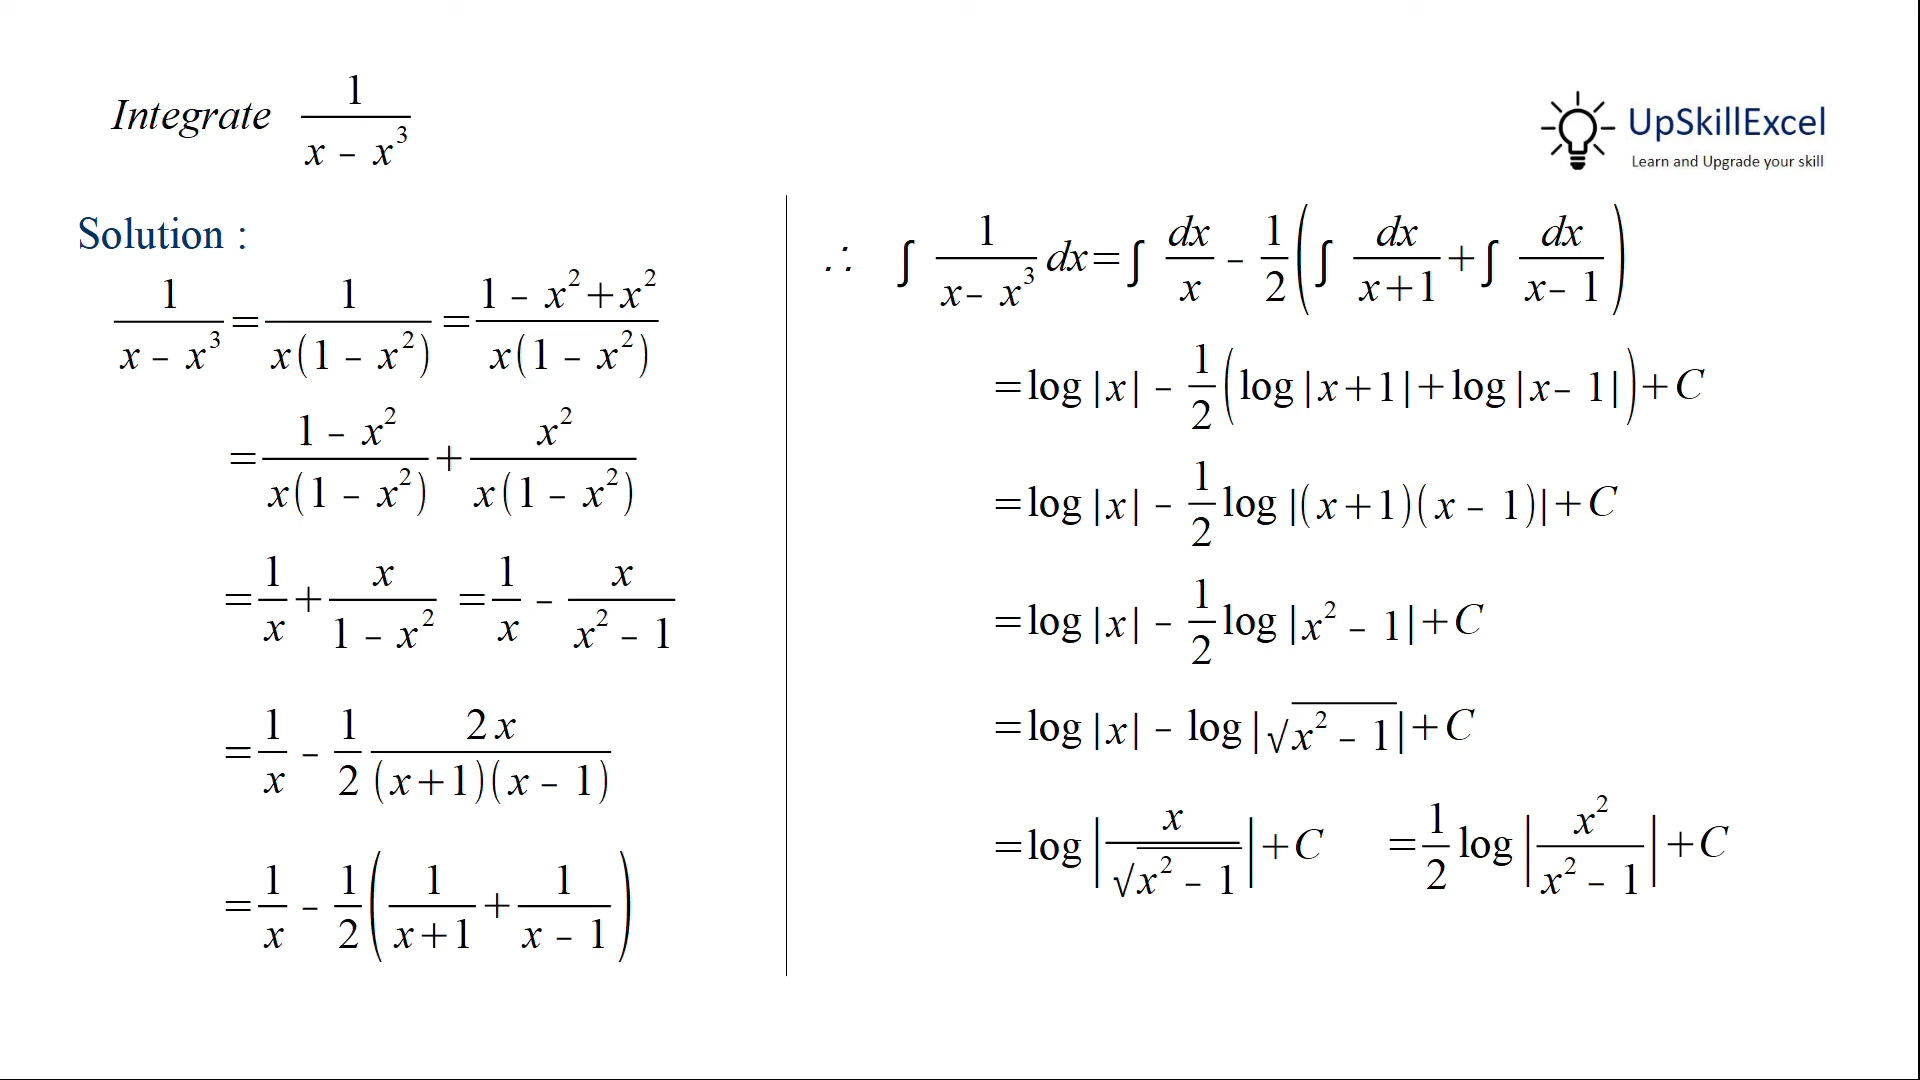 Integrate 1/(x – x³)
UpSkillExcel
Learn and Upgrade your skill
Solution :
1/(x – x³) = 1/(x(1 – x²)) = (1 – x²+x²)/(x(1 – x²))
= (1 – x²)/(x(1 – x²)) + x²/(x(1 – x²))
= 1/x + x/(1 – x²) = 1/x – x/(x² – 1)
= 1/x – 1/2 2x/((x+1)(x – 1))
= 1/x – 1/2 (1/(x+1) + 1/(x – 1))
∴ ∫ 1/(x – x³) dx = ∫ dx/x – 1/2 (∫ dx/(x+1) + ∫ dx/(x – 1))
= log |x| – 1/2 (log |x+1| + log |x – 1|) + C
= log |x| – 1/2 log |(x+1)(x – 1)| + C
= log |x| – 1/2 log |x² – 1| + C
= log |x| – log |√(x² – 1)| + C
= log |x/√(x² – 1)| + C = 1/2 log |x²/(x² – 1)| + C